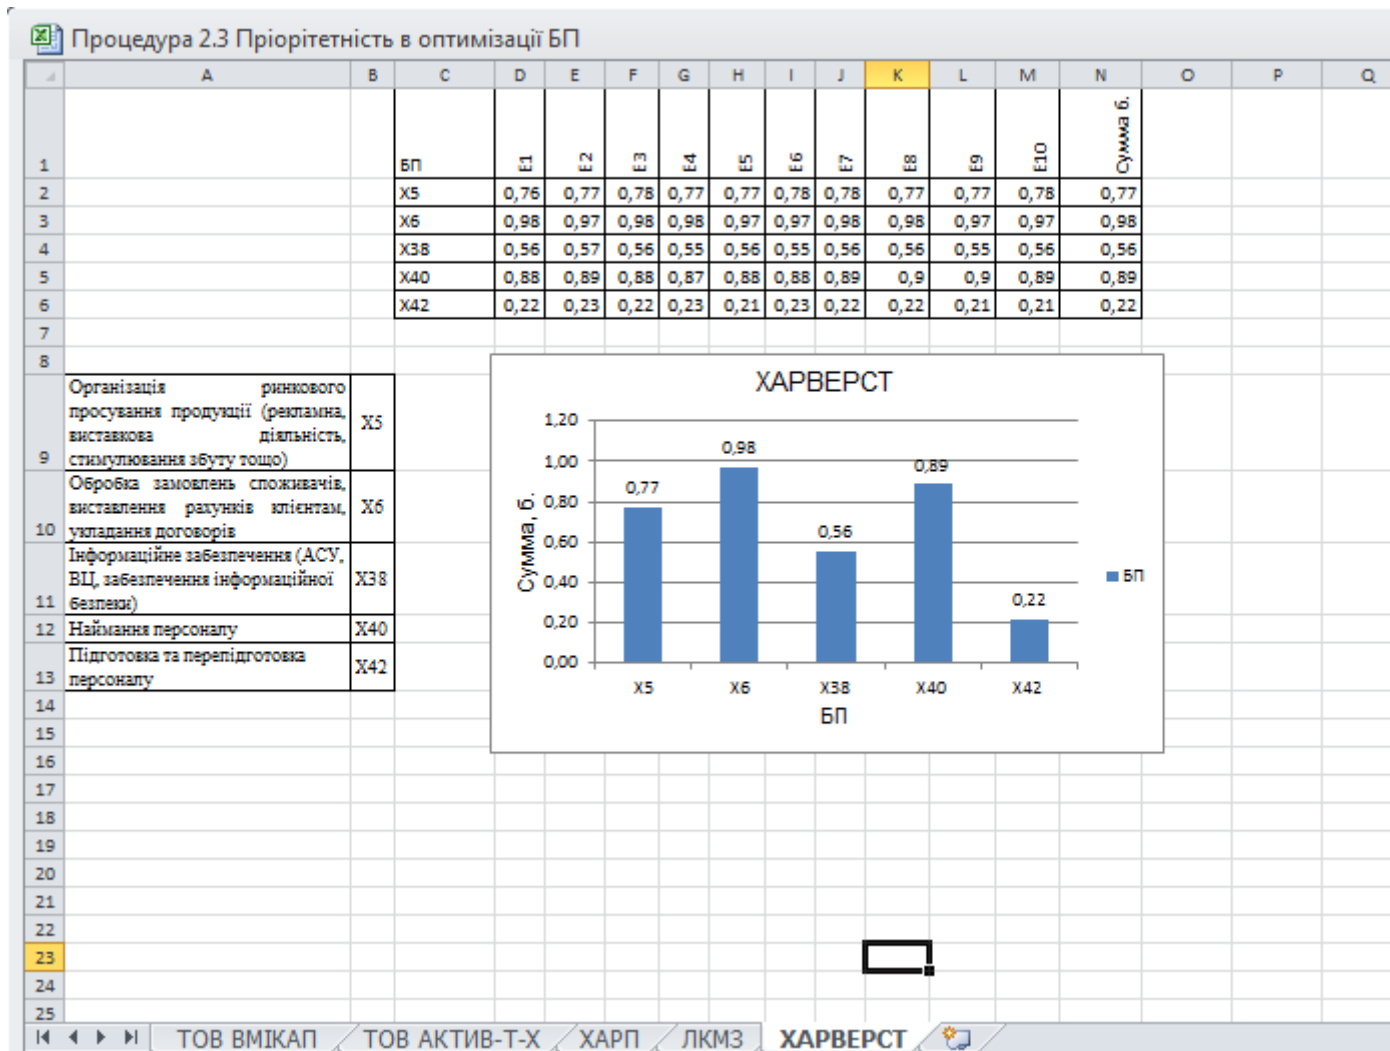 Процедура 2.3 Пріорітетність в оптимізації БП
A B C D E F G H I J K L M N O P Q
1 БП E1 E2 E3 E4 E5 E6 E7 E8 E9 E10 Сумма б.
2 X5 0,76 0,77 0,78 0,77 0,77 0,78 0,78 0,77 0,77 0,78 0,77
3 X6 0,98 0,97 0,98 0,98 0,97 0,97 0,98 0,98 0,97 0,97 0,98
4 X38 0,56 0,57 0,56 0,55 0,56 0,55 0,56 0,56 0,55 0,56 0,56
5 X40 0,88 0,89 0,88 0,87 0,88 0,88 0,89 0,9 0,9 0,89 0,89
6 X42 0,22 0,23 0,22 0,23 0,21 0,23 0,22 0,22 0,21 0,21 0,22
7
8
Організація ринкового
просування продукції (рекламна,
виставкова діяльність,
9 стимулювання збуту тощо) X5
Обробка замовлень споживачів,
виставлення рахунків клієнтам,
10 укладання договорів X6
Інформаційне забезпечення (АСУ,
ВЦ, забезпечення інформаційної
11 безпеки) X38
12 Наймання персоналу X40
Підготовка та перепідготовка
13 персоналу X42
14
15
16
17
18
19
20
21
22
23
24
25
ХАРВЕРСТ
Сумма, б.
1,20
1,00
0,80
0,60
0,40
0,20
0,00
0,77 0,98 0,56 0,89 0,22
X5 X6 X38 X40 X42
БП
БП
ТОВ ВМІКАП ТОВ АКТИВ-Т-Х ХАРП ЛКМЗ ХАРВЕРСТ